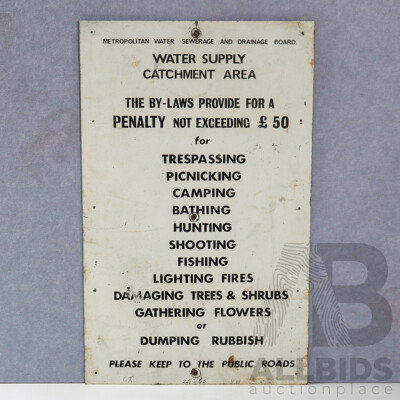 METROPOLITAN WATER SEWERAGE AND DRAINAGE BOARD
WATER SUPPLY
CATCHMENT AREA
THE BY-LAWS PROVIDE FOR A
PENALTY NOT EXCEEDING £ 50
for
TRESPASSING
PICNICKING
CAMPING
BATHING
HUNTING
SHOOTING
FISHING
LIGHTING FIRES
DAMAGING TREES & SHRUBS
GATHERING FLOWERS
or
DUMPING RUBBISH
PLEASE KEEP TO THE PUBLIC ROADS
AB
ALLBIDS
auctionplace